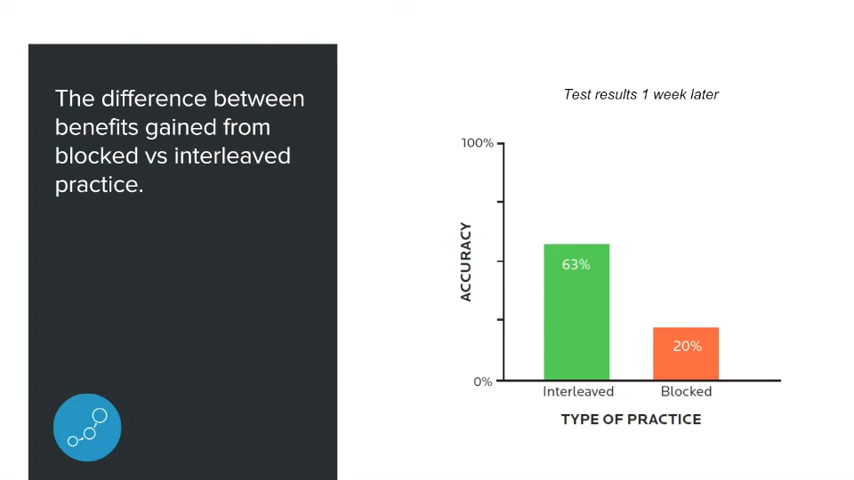 The difference between
benefits gained from
blocked vs interleaved
practice.
Test results 1 week later
100%
ACCURACY
63%
20%
0%
Interleaved
Blocked
TYPE OF PRACTICE